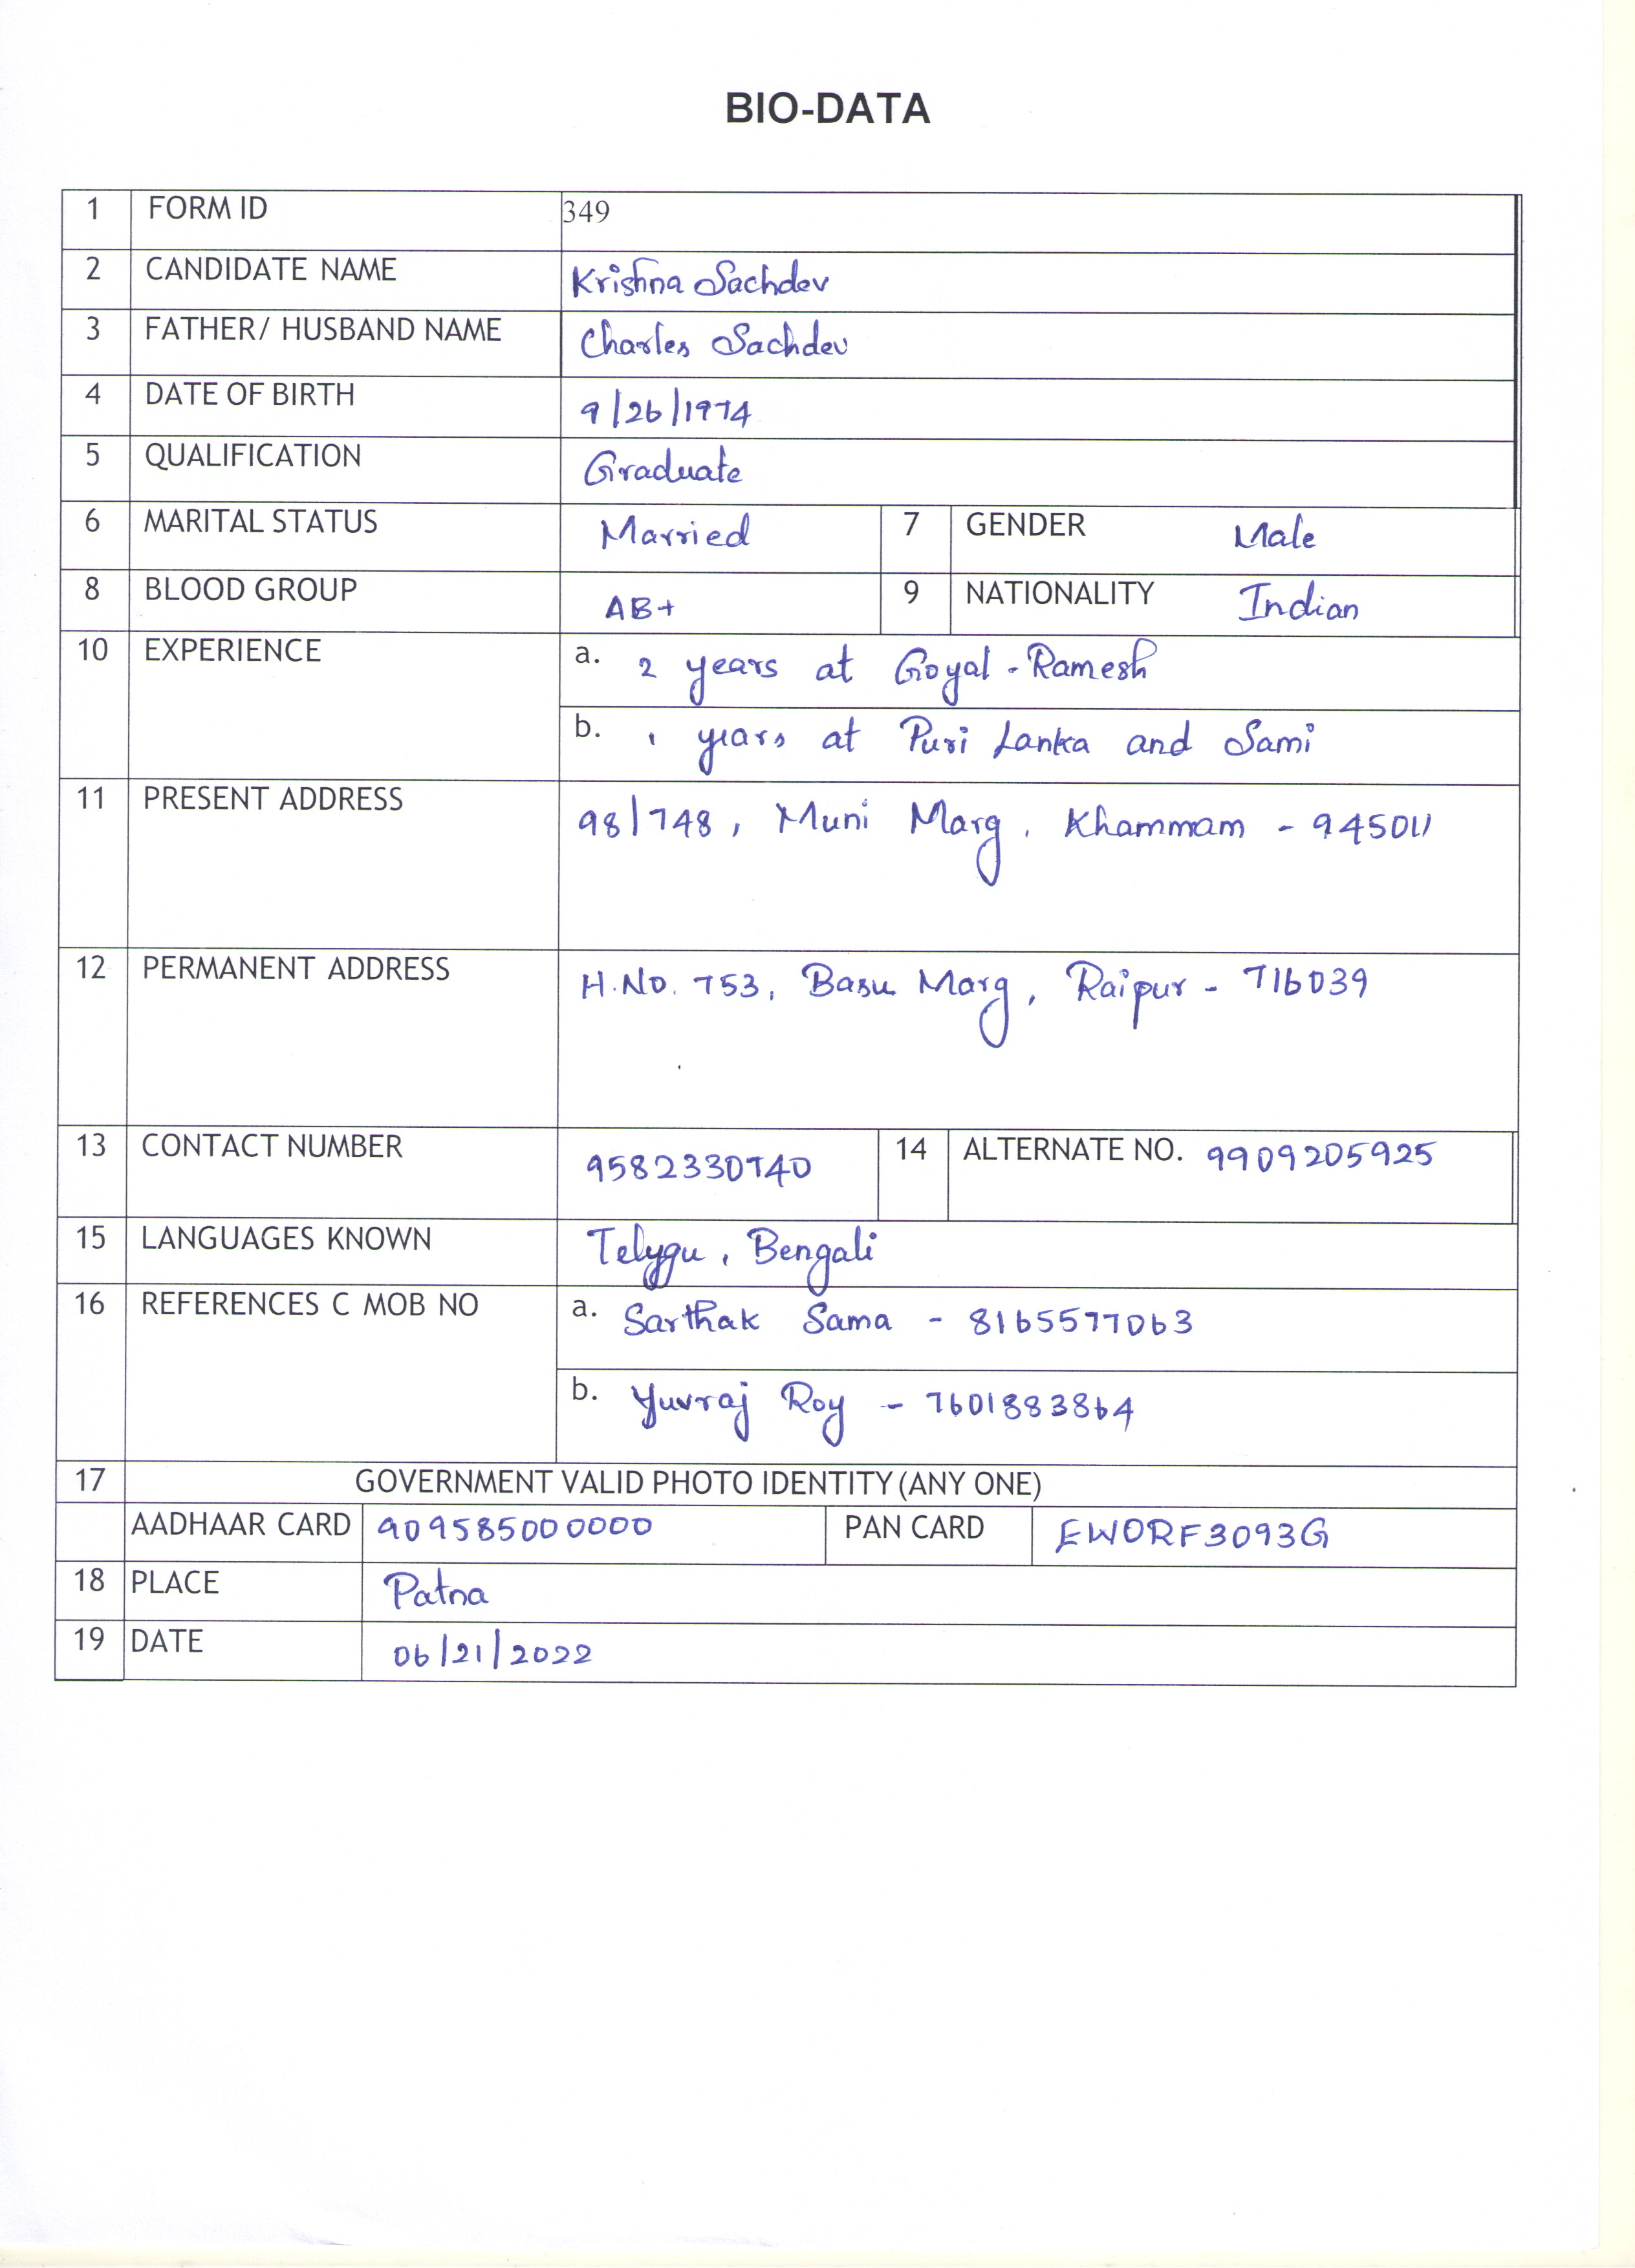 BIO-DATA
1 FORM ID 349
2 CANDIDATE NAME Krishna Sachdev
3 FATHER/ HUSBAND NAME Charles Sachdev
4 DATE OF BIRTH 9/26/1974
5 QUALIFICATION Graduate
6 MARITAL STATUS Married 7 GENDER Male
8 BLOOD GROUP AB+ 9 NATIONALITY Indian
10 EXPERIENCE a. 2 years at Goyal-Ramesh
b. 1 years at Puri Lanka and Sami
11 PRESENT ADDRESS 98/748, Muni Marg, Khammam - 945011
12 PERMANENT ADDRESS H.No. 753, Basu Marg, Raipur - 716039
13 CONTACT NUMBER 9582330740 14 ALTERNATE NO. 9909205925
15 LANGUAGES KNOWN Telygu, Bengali
16 REFERENCES C MOB NO a. Sarthak Sama - 8165577063
b. Yuvraj Roy - 7601883864
17 GOVERNMENT VALID PHOTO IDENTITY (ANY ONE)
AADHAAR CARD 909585000000 PAN CARD EWORF3093G
18 PLACE Patna
19 DATE 06/21/2022